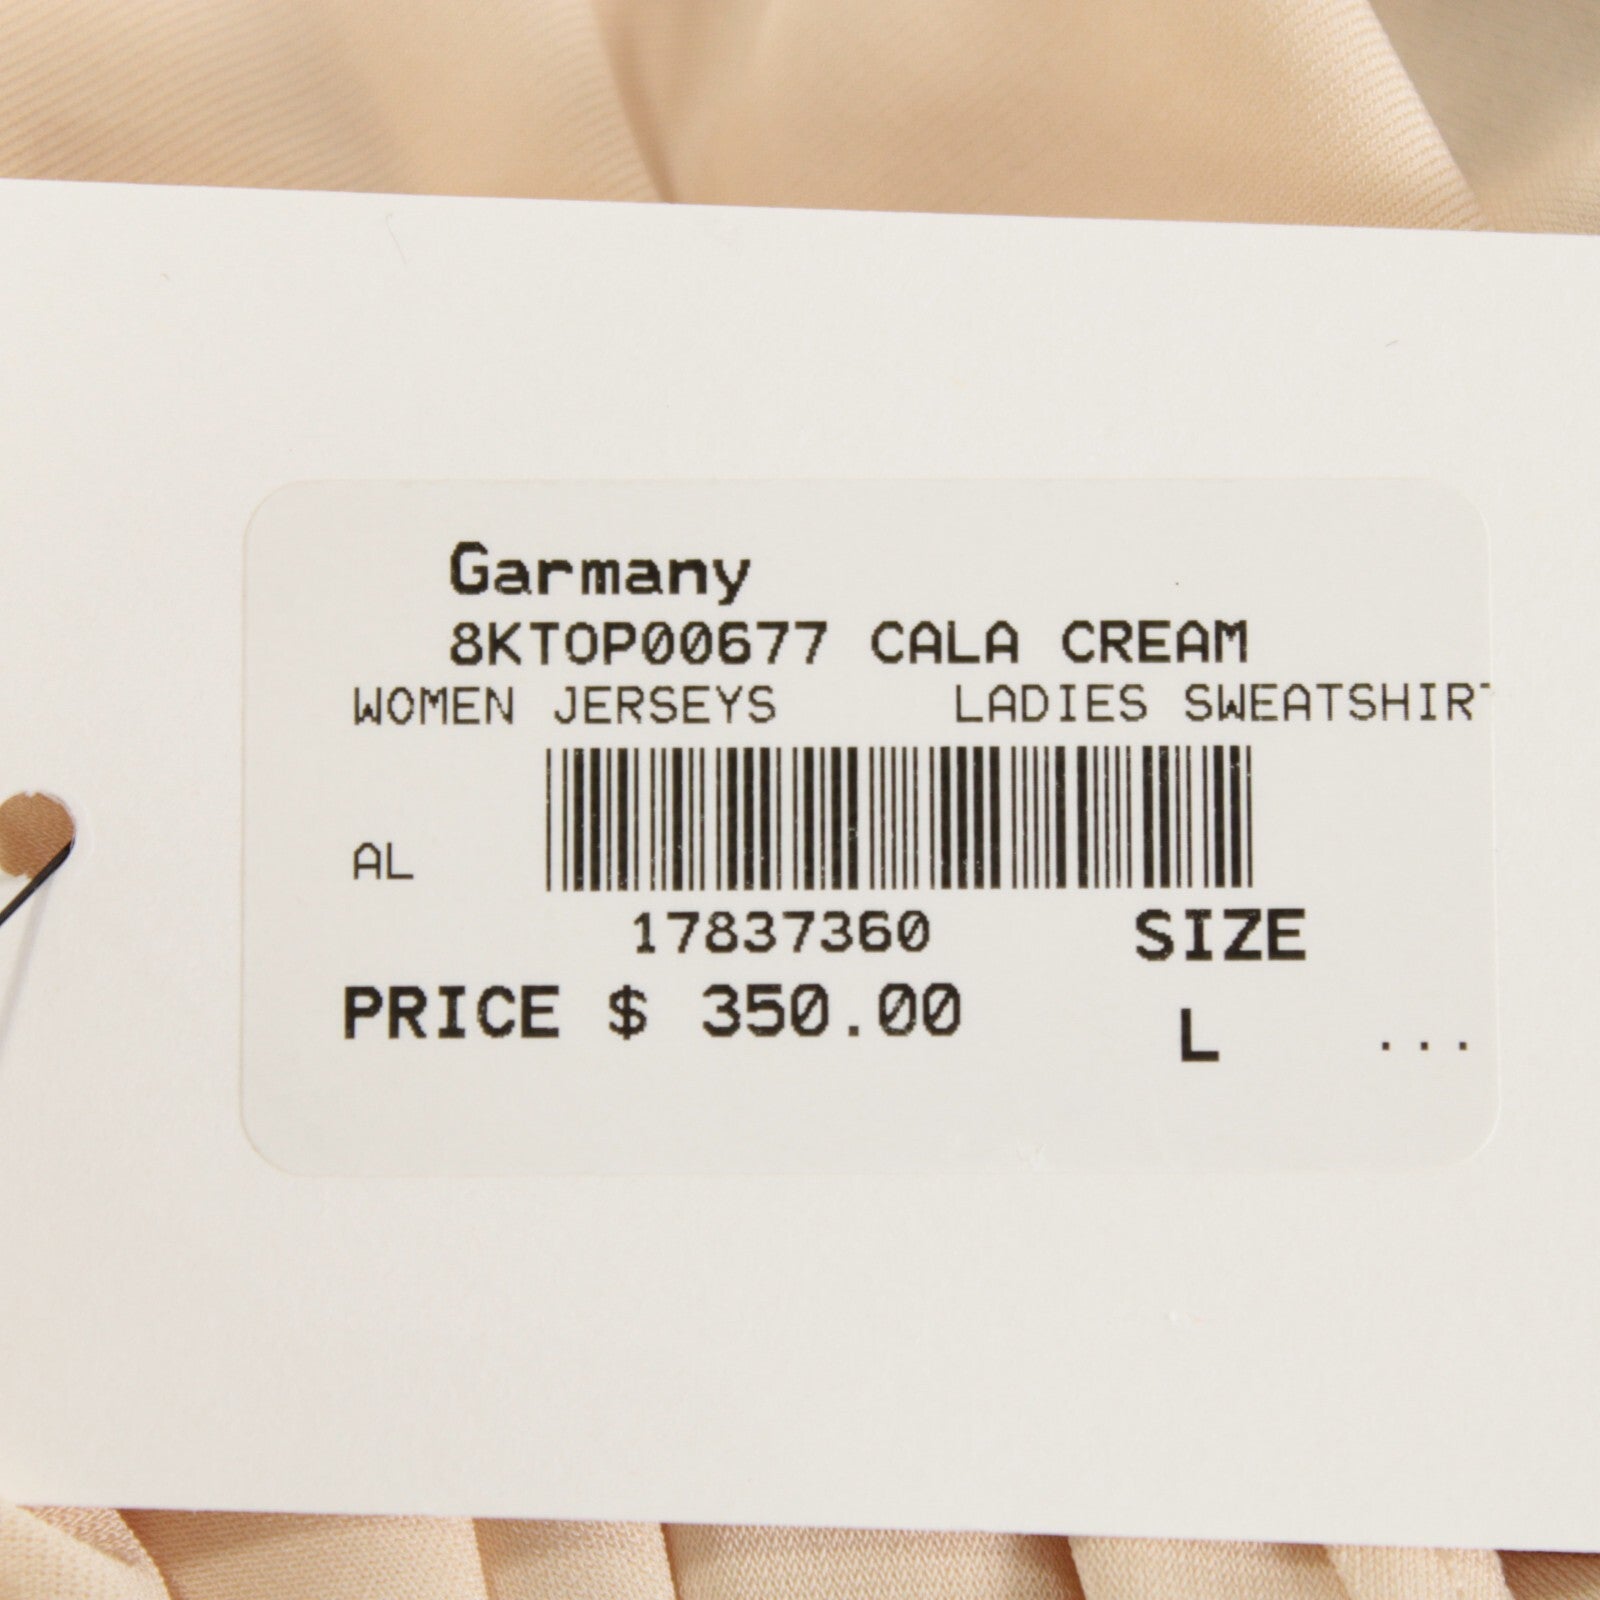 Garmany
8KTOP00677 CALA CREAM
WOMEN JERSEYS LADIES SWEATSHIRT
AL
17837360 SIZE
PRICE $ 350.00
L ...